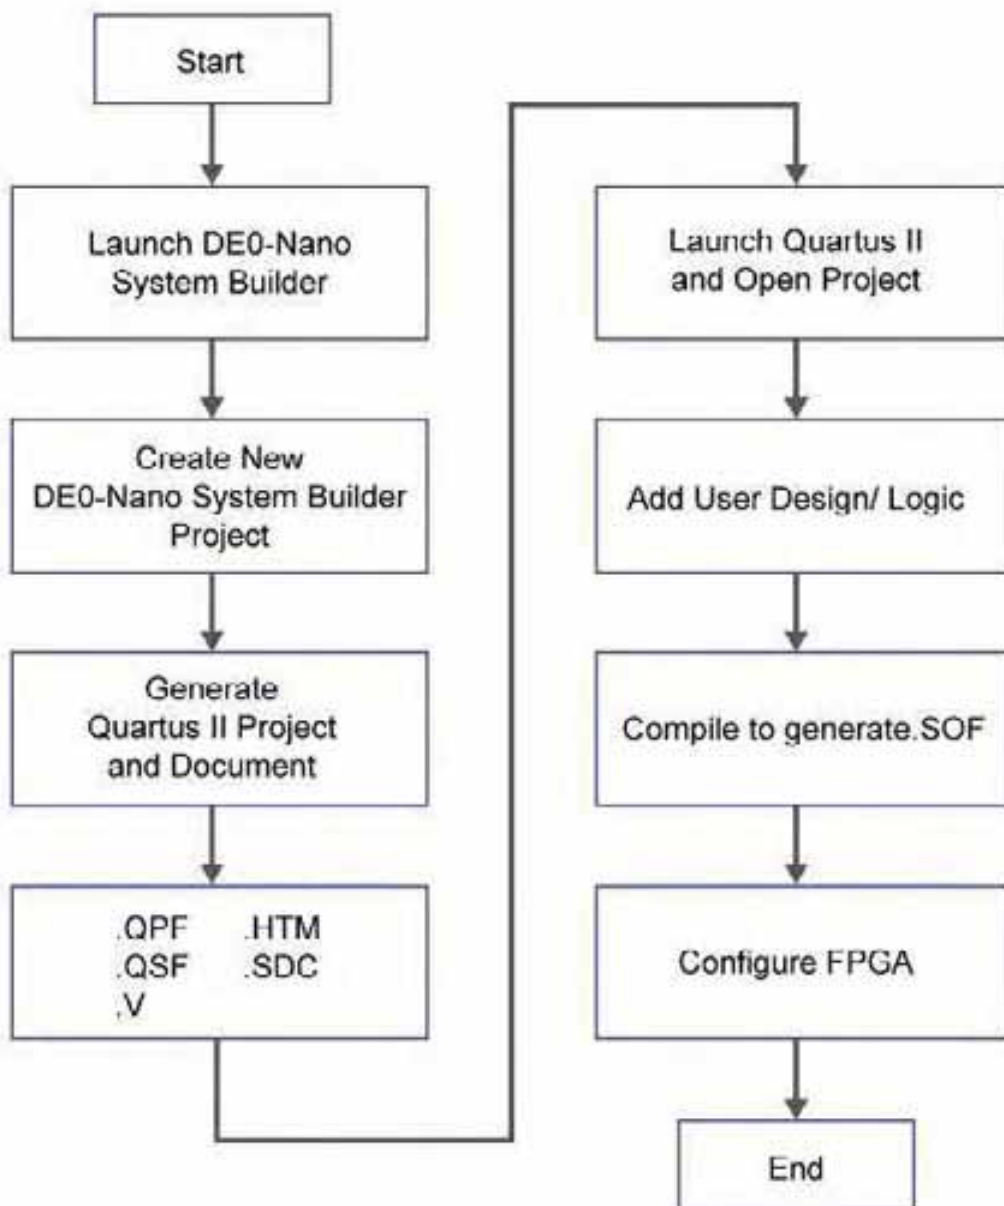 Start
Launch DE0-Nano
System Builder
Create New
DE0-Nano System Builder
Project
Generate
Quartus II Project
and Document
.QPF .HTM
.QSF .SDC
.V
Launch Quartus II
and Open Project
Add User Design/ Logic
Compile to generate.SOF
Configure FPGA
End